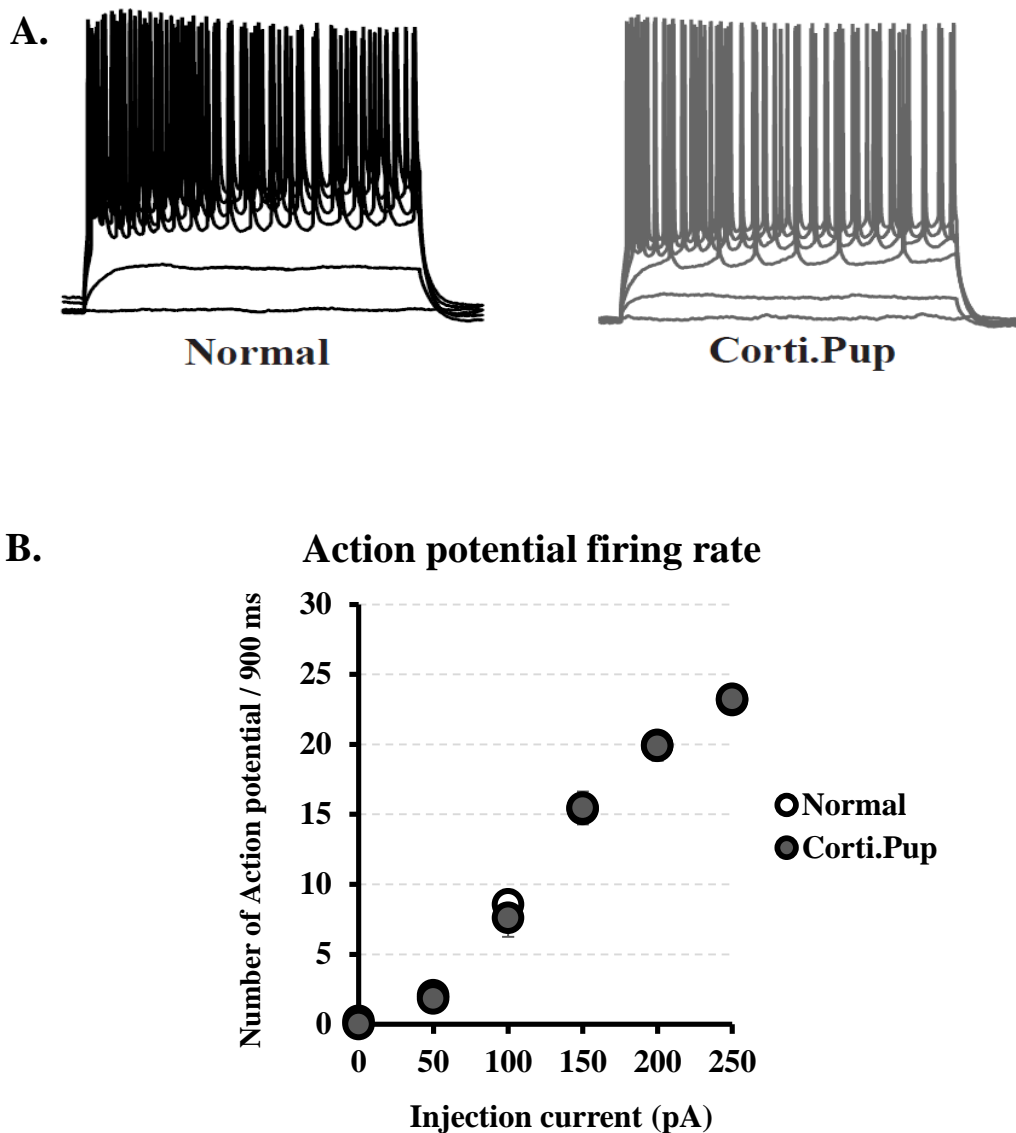 A.
Normal
Corti.Pup
B.
Action potential firing rate
Number of Action potential / 900 ms
30
25
20
15
10
5
0
0 50 100 150 200 250
Injection current (pA)
Normal
Corti.Pup